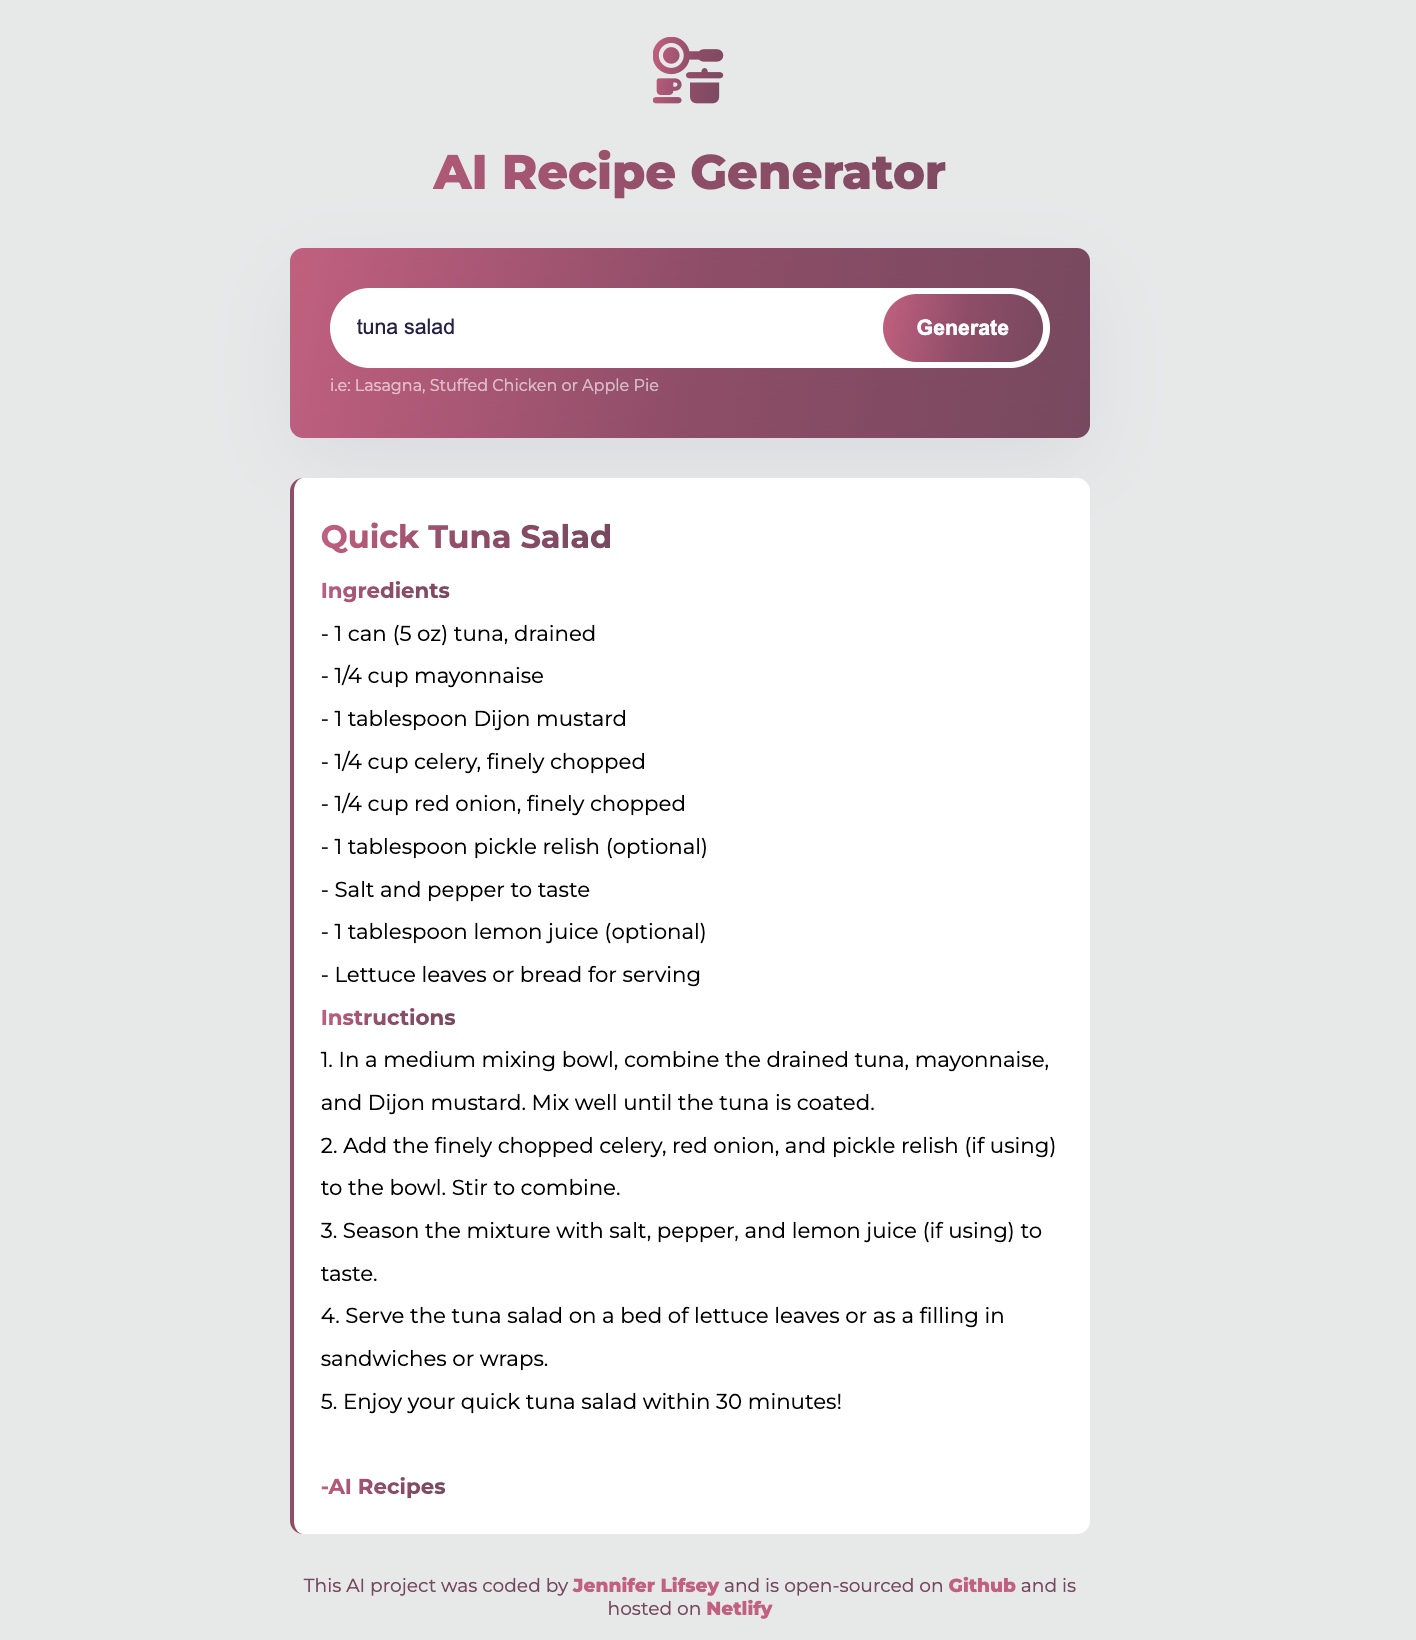 AI Recipe Generator
tuna salad
Generate
i.e: Lasagna, Stuffed Chicken or Apple Pie
Quick Tuna Salad
Ingredients
- 1 can (5 oz) tuna, drained
- 1/4 cup mayonnaise
- 1 tablespoon Dijon mustard
- 1/4 cup celery, finely chopped
- 1/4 cup red onion, finely chopped
- 1 tablespoon pickle relish (optional)
- Salt and pepper to taste
- 1 tablespoon lemon juice (optional)
- Lettuce leaves or bread for serving
Instructions
1. In a medium mixing bowl, combine the drained tuna, mayonnaise,
and Dijon mustard. Mix well until the tuna is coated.
2. Add the finely chopped celery, red onion, and pickle relish (if using)
to the bowl. Stir to combine.
3. Season the mixture with salt, pepper, and lemon juice (if using) to
taste.
4. Serve the tuna salad on a bed of lettuce leaves or as a filling in
sandwiches or wraps.
5. Enjoy your quick tuna salad within 30 minutes!
-AI Recipes
This AI project was coded by Jennifer Lifsey and is open-sourced on Github and is
hosted on Netlify